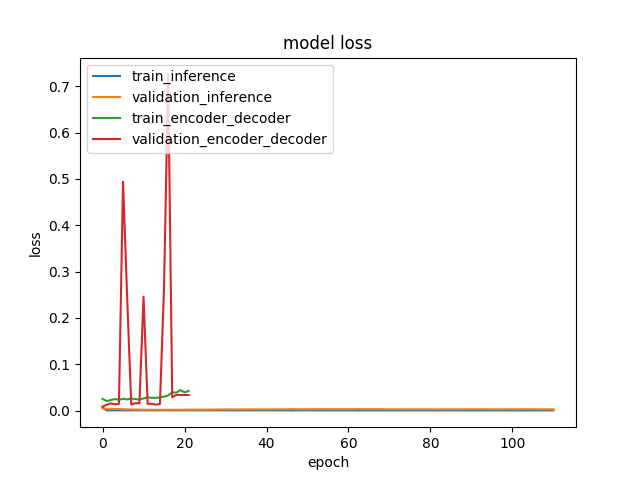 model loss
train_inference
validation_inference
train_encoder_decoder
validation_encoder_decoder
0.7
0.6
0.5
0.4
0.3
0.2
0.1
0.0
loss
0 20 40 60 80 100
epoch